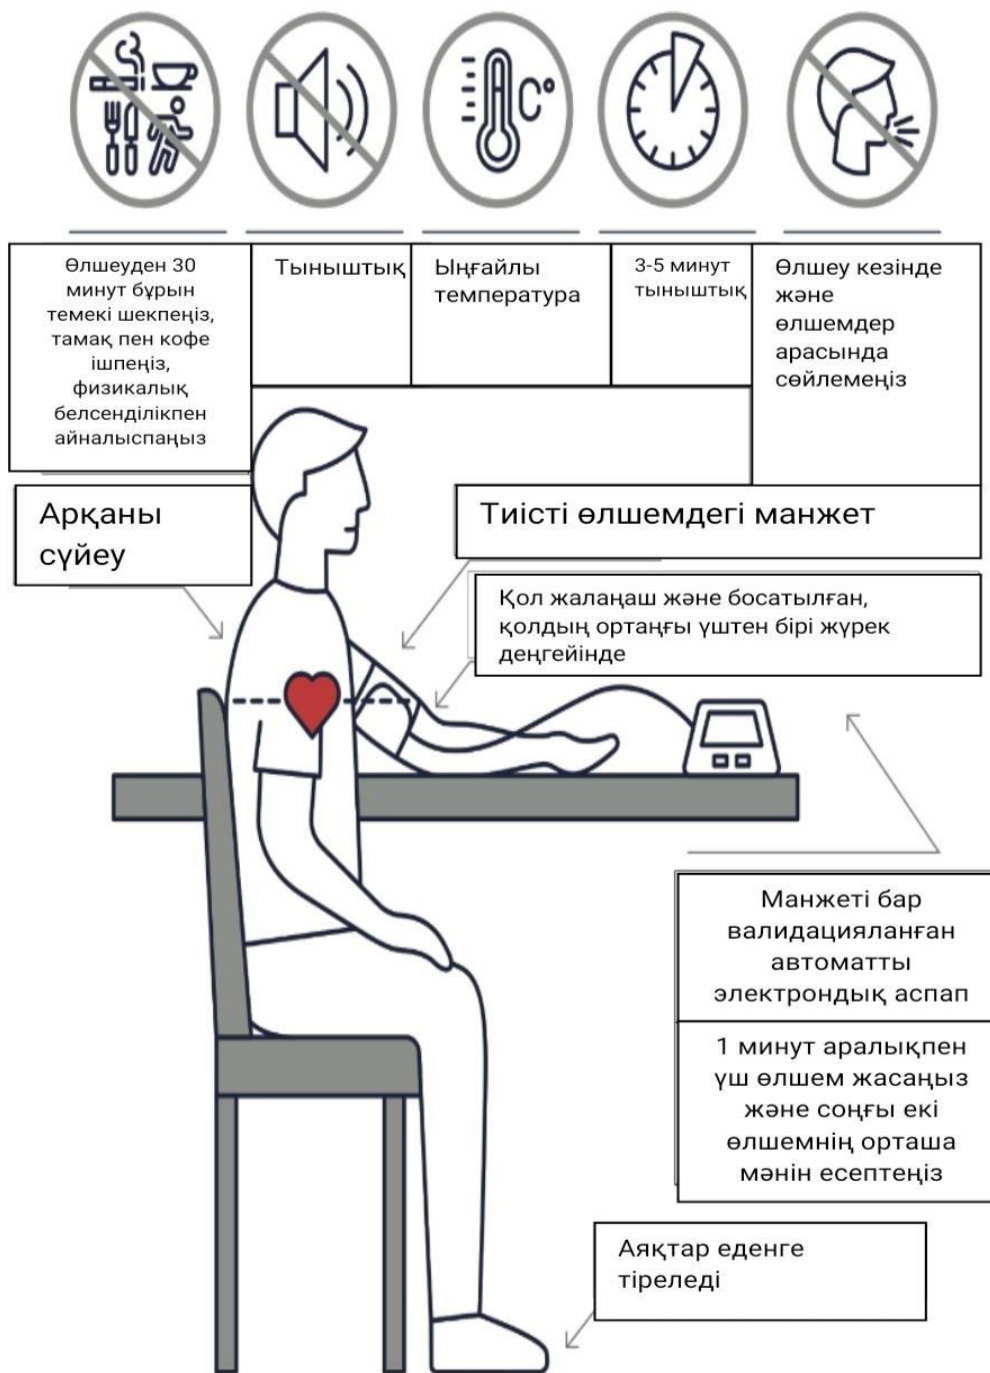 C°
Өлшеуден 30
минут бұрын
темекі шекпеңіз,
тамақ пен кофе
ішпеңіз,
физикалық
белсенділікпен
айналыспаңыз
Тыныштық
Ыңғайлы
температура
3-5 минут
тыныштық
Өлшеу кезінде
және
өлшемдер
арасында
сөйлемеңіз
Арқаны
сүйеу
Тиісті өлшемдегі манжет
Қол жалаңаш және босатылған,
қолдың ортаңғы үштен бірі жүрек
деңгейінде
Манжеті бар
валидацияланған
автоматты
электрондық аспап
1 минут аралықпен
үш өлшем жасаңыз
және соңғы екі
өлшемнің орташа
мәнін есептеңіз
Аяқтар еденге
тіреледі